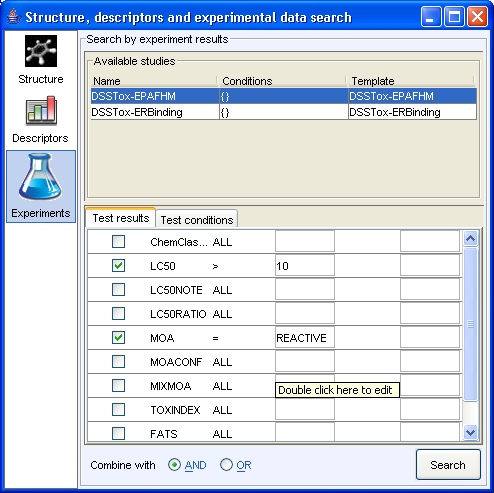 Structure, descriptors and experimental data search
Structure
Descriptors
Experiments
Search by experiment results
Available studies
Name Conditions Template
DSSTox-EPAFHM {} DSSTox-EPAFHM
DSSTox-ERBinding {} DSSTox-ERBinding
Test results Test conditions
ChemClas... ALL
LC50 > 10
LC50NOTE ALL
LC50RATIO ALL
MOA = REACTIVE
MOACONF ALL
MIXMOA ALL
Double click here to edit
TOXINDEX ALL
FATS ALL
Combine with AND OR Search